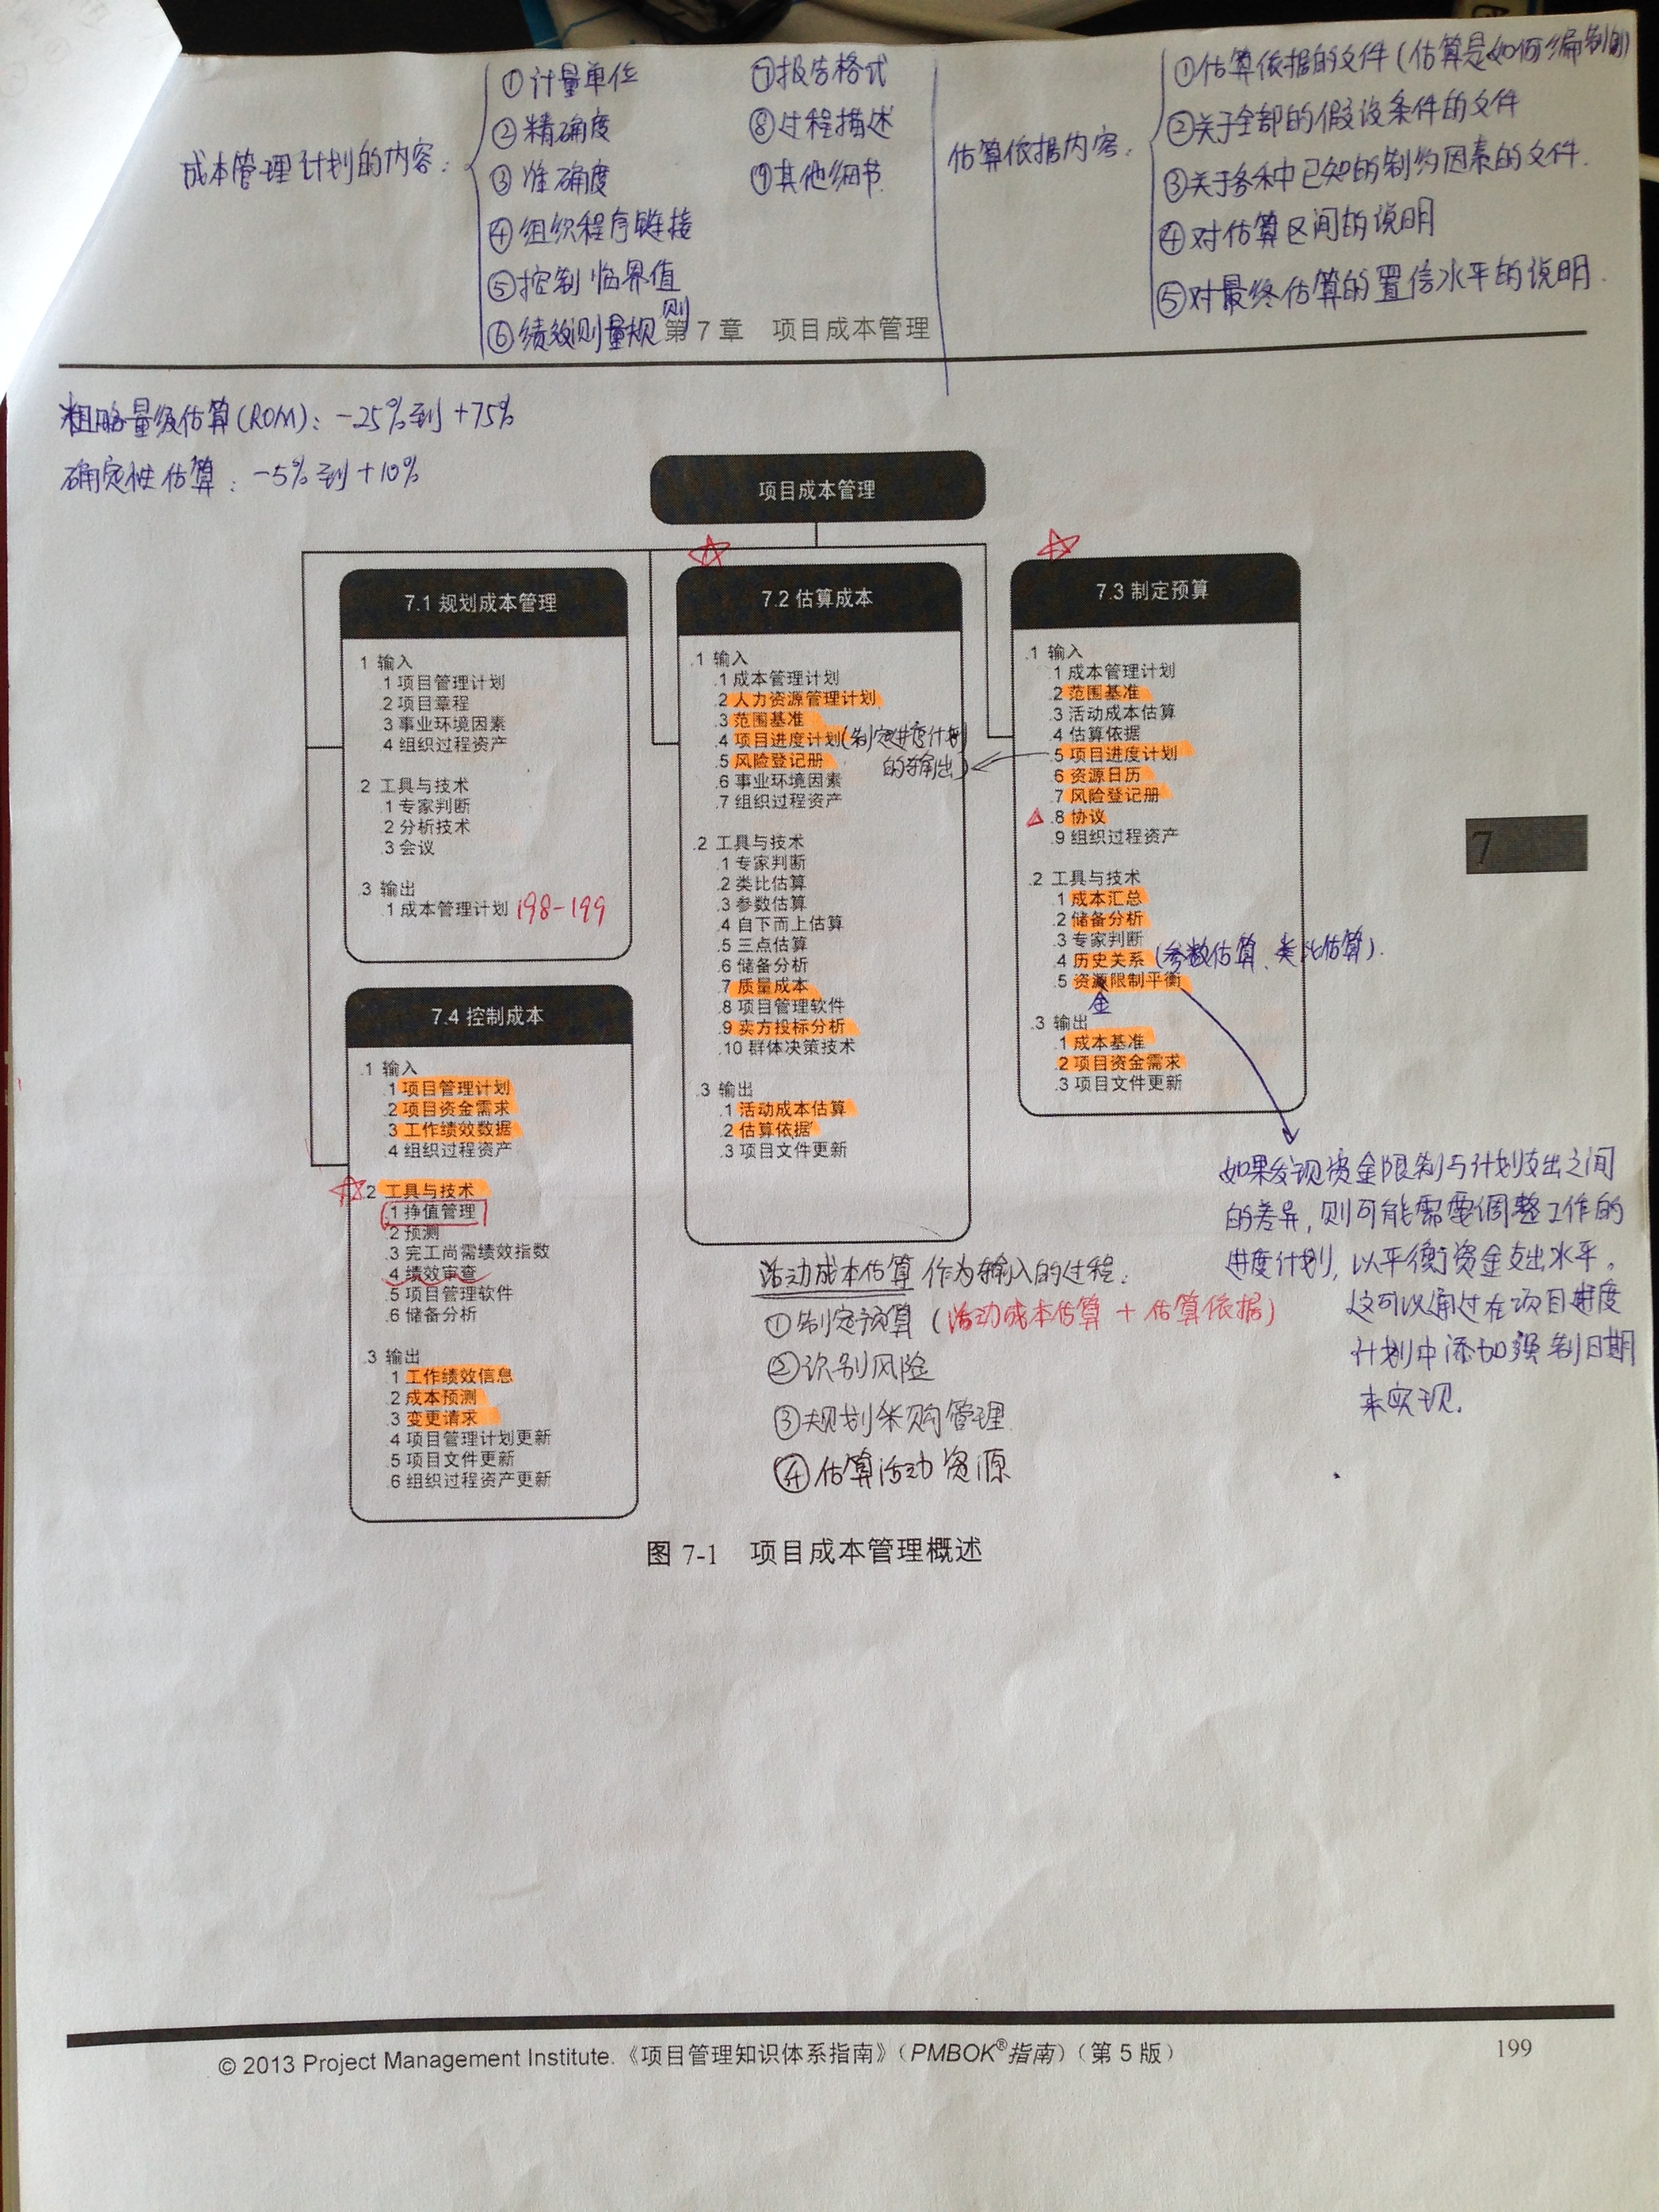 成本管理计划的内容：
①计量单位
②精确度
③准确度
④组织程序链接
⑤控制临界值
⑥绩效测量规则
⑦报告格式
⑧过程描述
⑨其他细节
估算依据内容：
①估算依据的文件(估算是如何编制的)
②关于全部的假设条件的文件
③关于各种已知的制约因素的文件.
④对估算区间的说明
⑤对最终估算的置信水平的说明.
第7章 项目成本管理
粗略量级估算(ROM)：-25%到+75%
确定性估算：-5%到+10%
项目成本管理
7.1 规划成本管理
1 输入
.1 项目管理计划
.2 项目章程
.3 事业环境因素
.4 组织过程资产
2 工具与技术
.1 专家判断
.2 分析技术
.3 会议
.3 输出
.1 成本管理计划 198-199
7.2 估算成本
.1 输入
.1 成本管理计划
.2 人力资源管理计划
.3 范围基准
.4 项目进度计划(制定进度计划
的输出)
.5 风险登记册
.6 事业环境因素
.7 组织过程资产
.2 工具与技术
.1 专家判断
.2 类比估算
.3 参数估算
.4 自下而上估算
.5 三点估算
.6 储备分析
.7 质量成本
.8 项目管理软件
.9 卖方投标分析
.10 群体决策技术
.3 输出
.1 活动成本估算
.2 估算依据
.3 项目文件更新
7.3 制定预算
.1 输入
.1 成本管理计划
.2 范围基准
.3 活动成本估算
.4 估算依据
.5 项目进度计划
.6 资源日历
.7 风险登记册
.8 协议
.9 组织过程资产
.2 工具与技术
.1 成本汇总
.2 储备分析
.3 专家判断
.4 历史关系 (参数估算、类比估算).
.5 资源限制平衡
金
.3 输出
.1 成本基准
.2 项目资金需求
.3 项目文件更新
7
7.4 控制成本
.1 输入
.1 项目管理计划
.2 项目资金需求
.3 工作绩效数据
.4 组织过程资产
.2 工具与技术
.1 挣值管理
.2 预测
.3 完工尚需绩效指数
.4 绩效审查
.5 项目管理软件
.6 储备分析
.3 输出
.1 工作绩效信息
.2 成本预测
.3 变更请求
.4 项目管理计划更新
.5 项目文件更新
.6 组织过程资产更新
活动成本估算 作为输入的过程：
①制定预算(活动成本估算+估算依据)
②识别风险
③规划采购管理
④估算活动资源
如果发现资金限制与计划支出之间
的差异,则可能需要调整工作的
进度计划,以平衡资金支出水平。
这可以通过在项目进度
计划中添加强制日期
来实现.
图 7-1 项目成本管理概述
© 2013 Project Management Institute.《项目管理知识体系指南》（PMBOK®指南）（第5版） 199